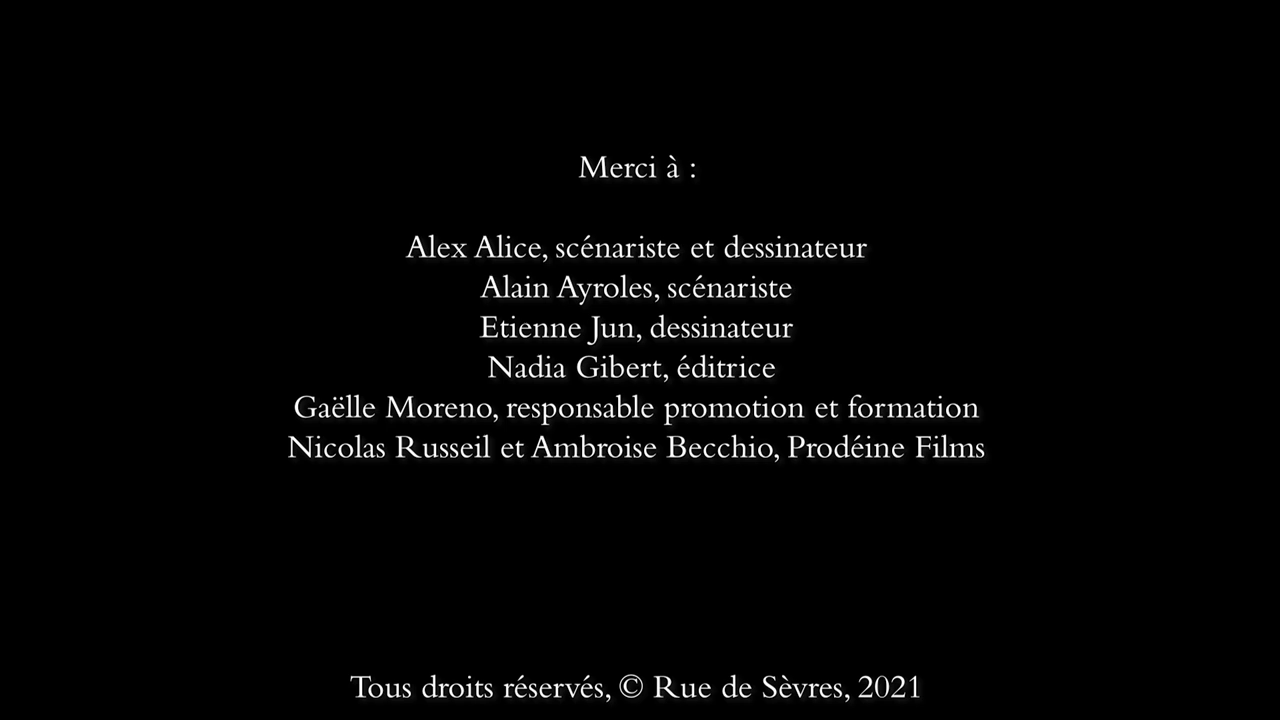 Merci à :
Alex Alice, scénariste et dessinateur
Alain Ayroles, scénariste
Etienne Jun, dessinateur
Nadia Gibert, éditrice
Gaëlle Moreno, responsable promotion et formation
Nicolas Russeil et Ambroise Becchio, Prodéine Films
Tous droits réservés, © Rue de Sèvres, 2021